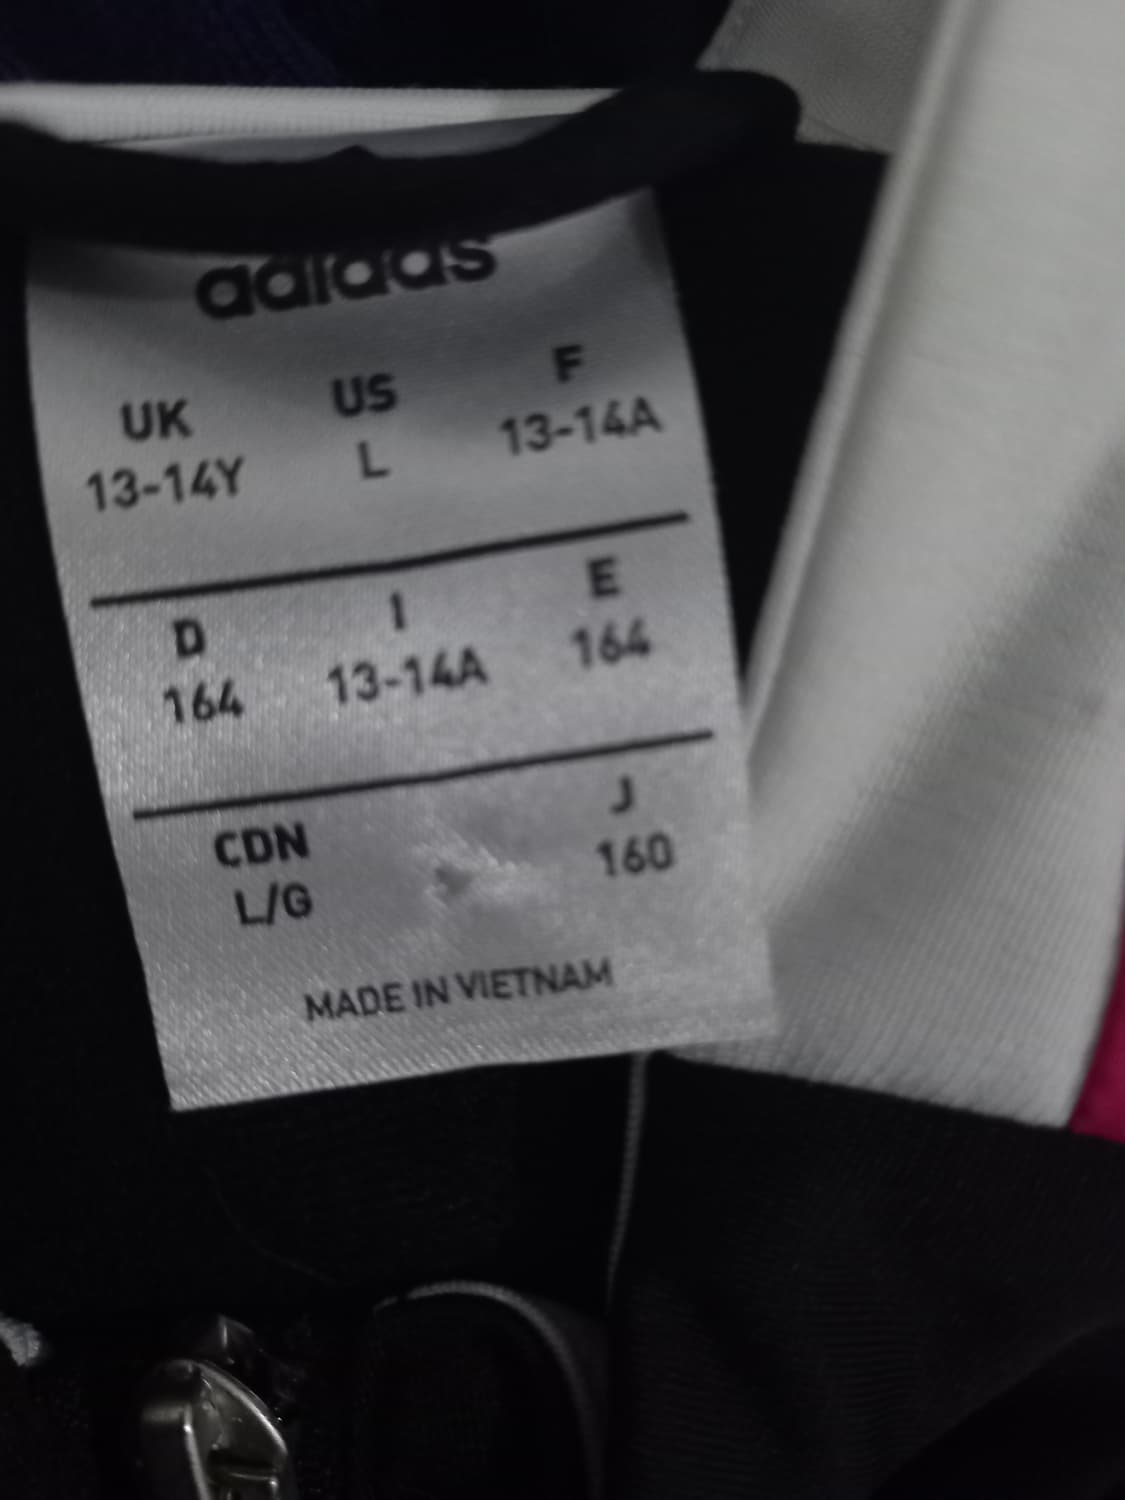 adidas
UK US F
13-14Y L 13-14A
D I E
164 13-14A 164
CDN J
L/G 160
MADE IN VIETNAM